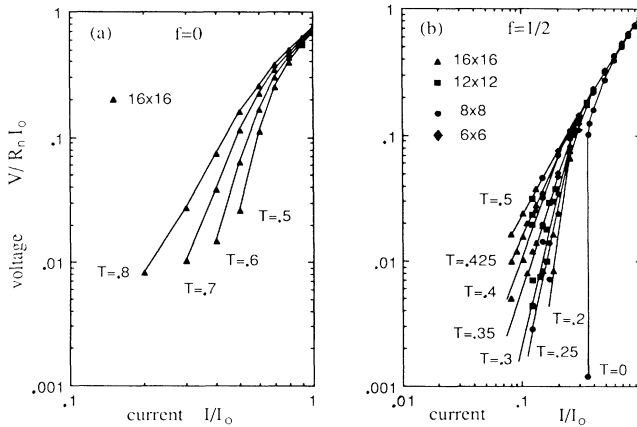 (a) f=0
16x16
T=.5
T=.6
T=.7
T=.8
1
.1
.01
.001
voltage V/ RnIo
.1
1
current I/Io
(b) f=1/2
16x16
12x12
8x8
6x6
T=.5
T=.425
T=.4
T=.35
T=.3
T=.25
T=.2
T=0
1
.1
.01
.001
.01
.1
current I/Io